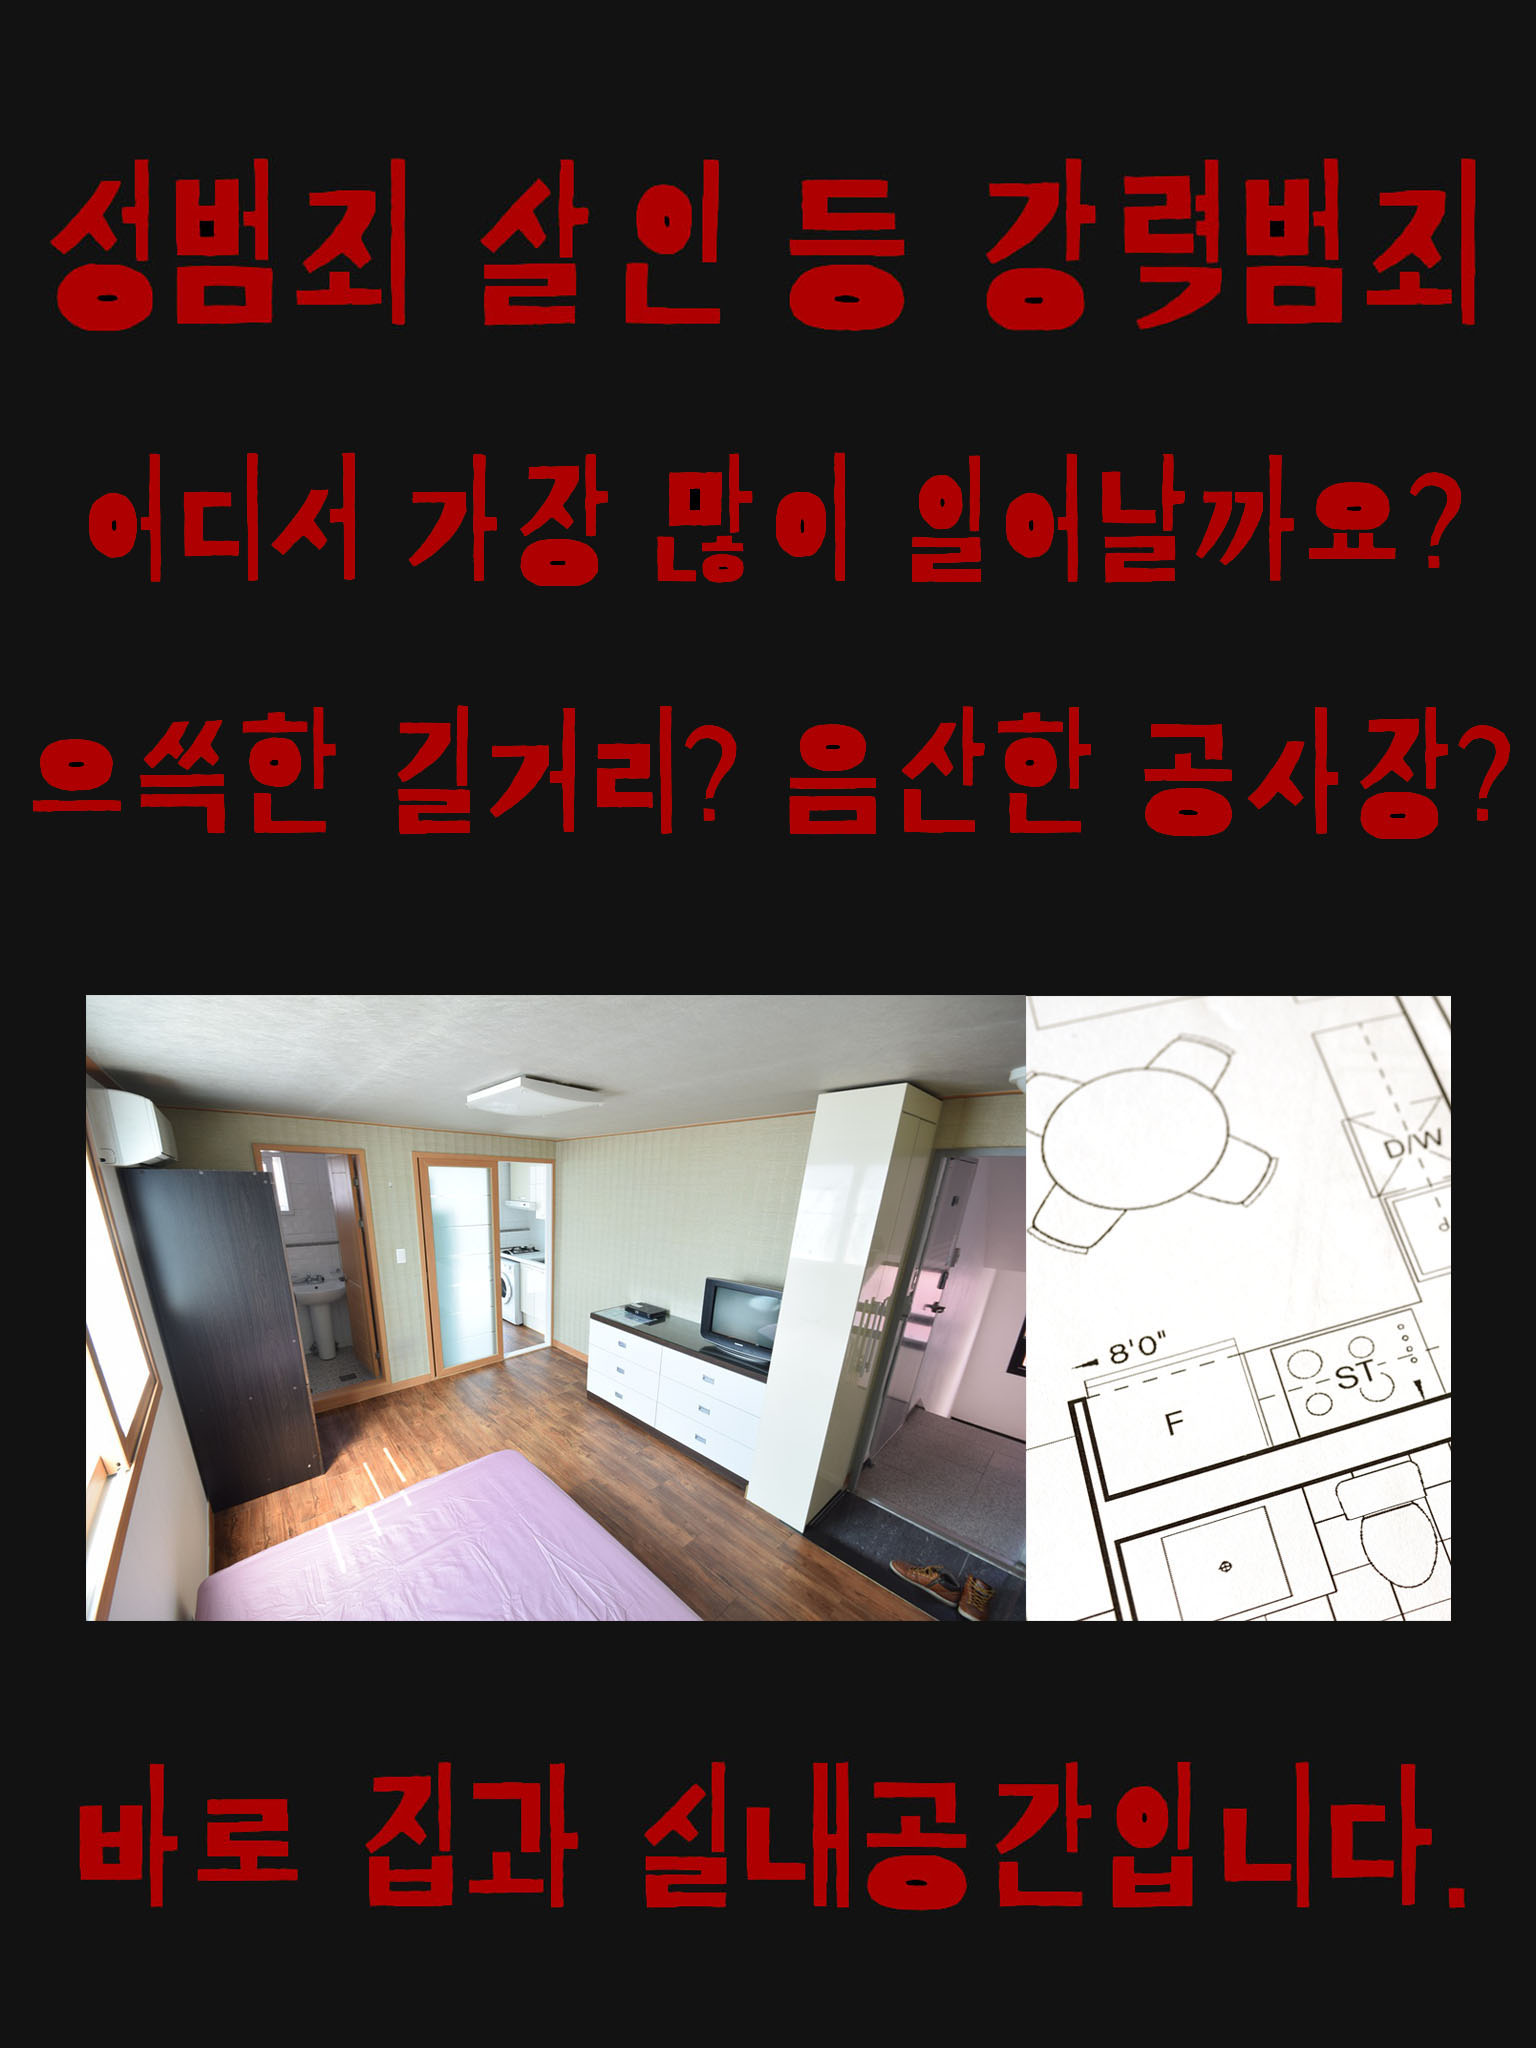 성범죄 살인 등 강력범죄
어디서 가장 많이 일어날까요?
으쓱한 길거리? 음산한 공사장?
D/W
8'0"
ST
F
바로 집과 실내공간입니다.